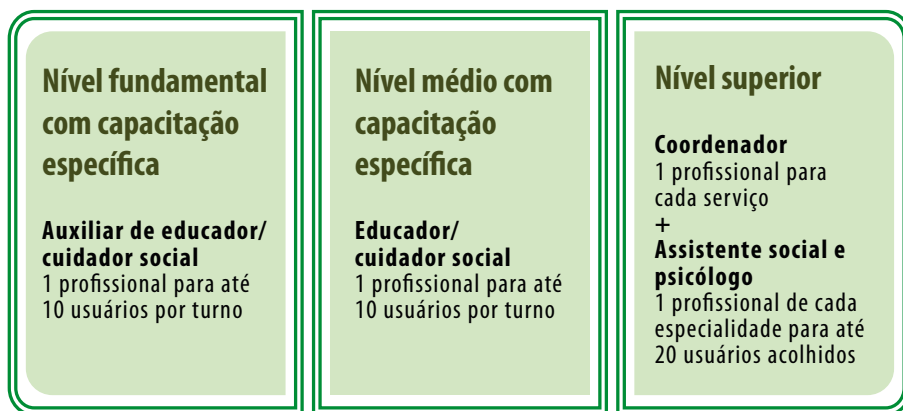 Nível fundamental
com capacitação
específica
Auxiliar de educador/
cuidador social
1 profissional para até
10 usuários por turno
Nível médio com
capacitação
específica
Educador/
cuidador social
1 profissional para até
10 usuários por turno
Nível superior
Coordenador
1 profissional para
cada serviço
+
Assistente social e
psicólogo
1 profissional de cada
especialidade para até
20 usuários acolhidos